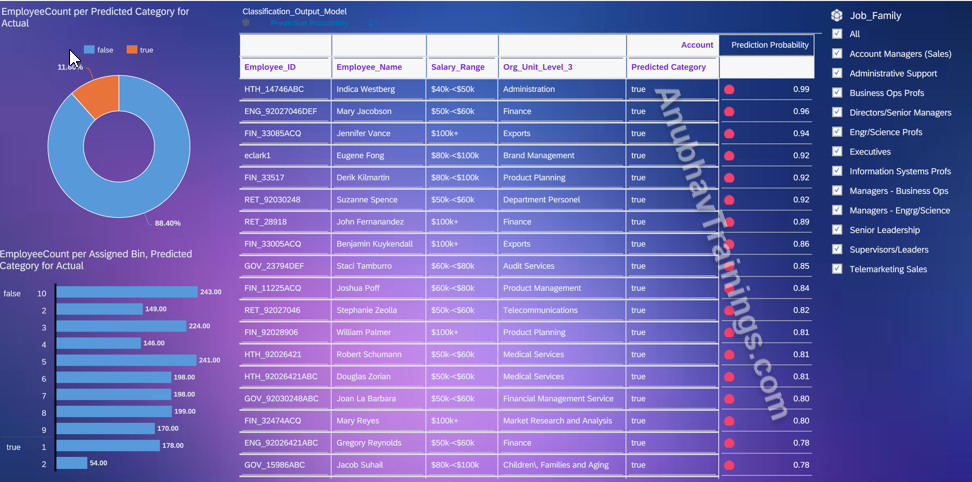 EmployeeCount per Predicted Category for
Actual
false true
11.60%
88.40%
EmployeeCount per Assigned Bin, Predicted
Category for Actual
false 10 243.00
2 149.00
3 224.00
4 146.00
5 241.00
6 198.00
7 198.00
8 199.00
9 170.00
true 1 178.00
2 54.00
Classification_Output_Model
Prediction Probability
Account Prediction Probability
Employee_ID Employee_Name Salary_Range Org_Unit_Level_3 Predicted Category
HTH_14746ABC Indica Westberg $40k-<$50k Administration true 0.99
ENG_92027046DEF Mary Jacobson $50k-<$60k Finance true 0.96
FIN_33085ACQ Jennifer Vance $100k+ Exports true 0.94
eclark1 Eugene Fong $80k-<$100k Brand Management true 0.92
FIN_33517 Derik Kilmartin $80k-<$100k Product Planning true 0.92
RET_92030248 Suzanne Spence $50k-<$60k Department Personel true 0.92
RET_28918 John Fernanandez $100k+ Finance true 0.89
FIN_33005ACQ Benjamin Kuykendall $100k+ Exports true 0.86
GOV_23794DEF Staci Tamburro $60k-<$80k Audit Services true 0.85
FIN_11225ACQ Joshua Poff $60k-<$80k Product Management true 0.84
RET_92027046 Stephanie Zeolla $60k-<$80k Telecommunications true 0.82
FIN_92028906 William Palmer $100k+ Product Planning true 0.81
HTH_92026421 Robert Schumann $50k-<$60k Medical Services true 0.81
HTH_92026421ABC Douglas Zorian $50k-<$60k Medical Services true 0.81
GOV_92030248ABC Joan La Barbara $50k-<$60k Financial Management Service true 0.80
FIN_32474ACQ Mary Reyes $100k+ Market Research and Analysis true 0.80
ENG_92026421ABC Gregory Reynolds $50k-<$60k Finance true 0.78
GOV_15986ABC Jacob Suhail $80k-<$100k Children\, Families and Aging true 0.78
AnubhavTrainings.com
Job_Family
All
Account Managers (Sales)
Administrative Support
Business Ops Profs
Directors/Senior Managers
Engr/Science Profs
Executives
Information Systems Profs
Managers - Business Ops
Managers - Engrg/Science
Senior Leadership
Supervisors/Leaders
Telemarketing Sales